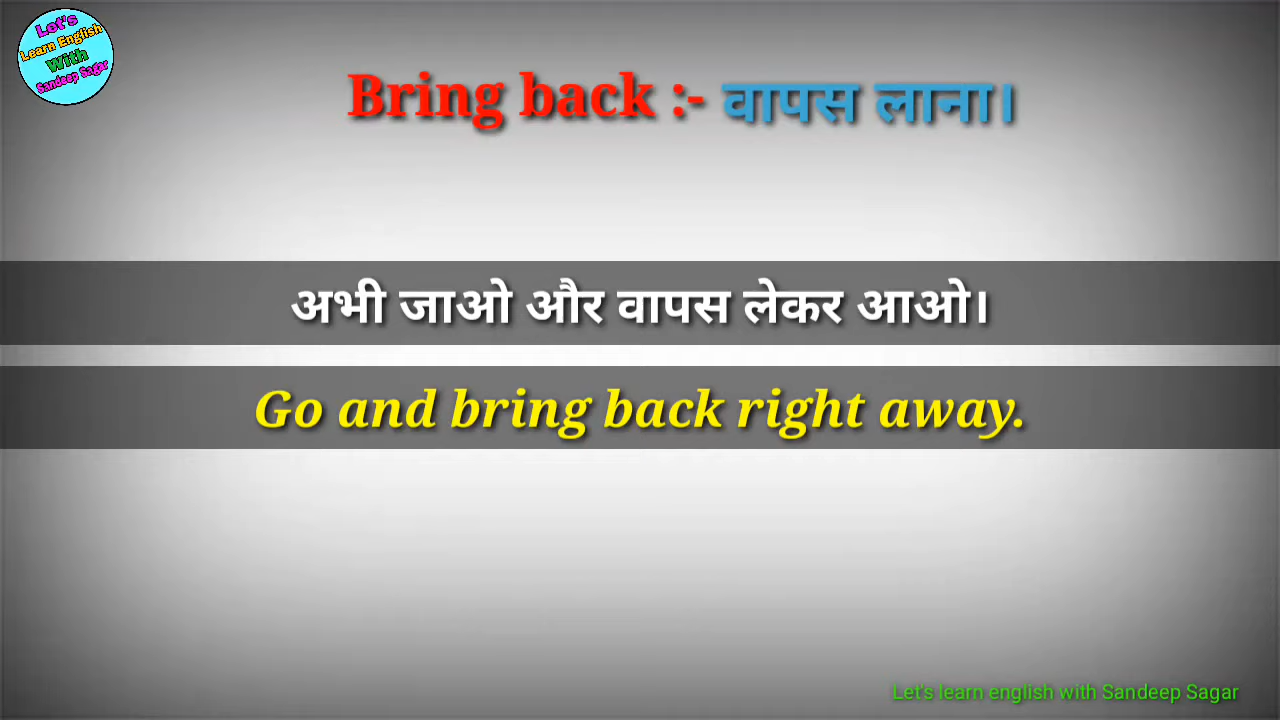 Let's
Learn English
With
Sandeep Sagar
Bring back :- वापस लाना।
अभी जाओ और वापस लेकर आओ।
Go and bring back right away.
Let's learn english with Sandeep Sagar